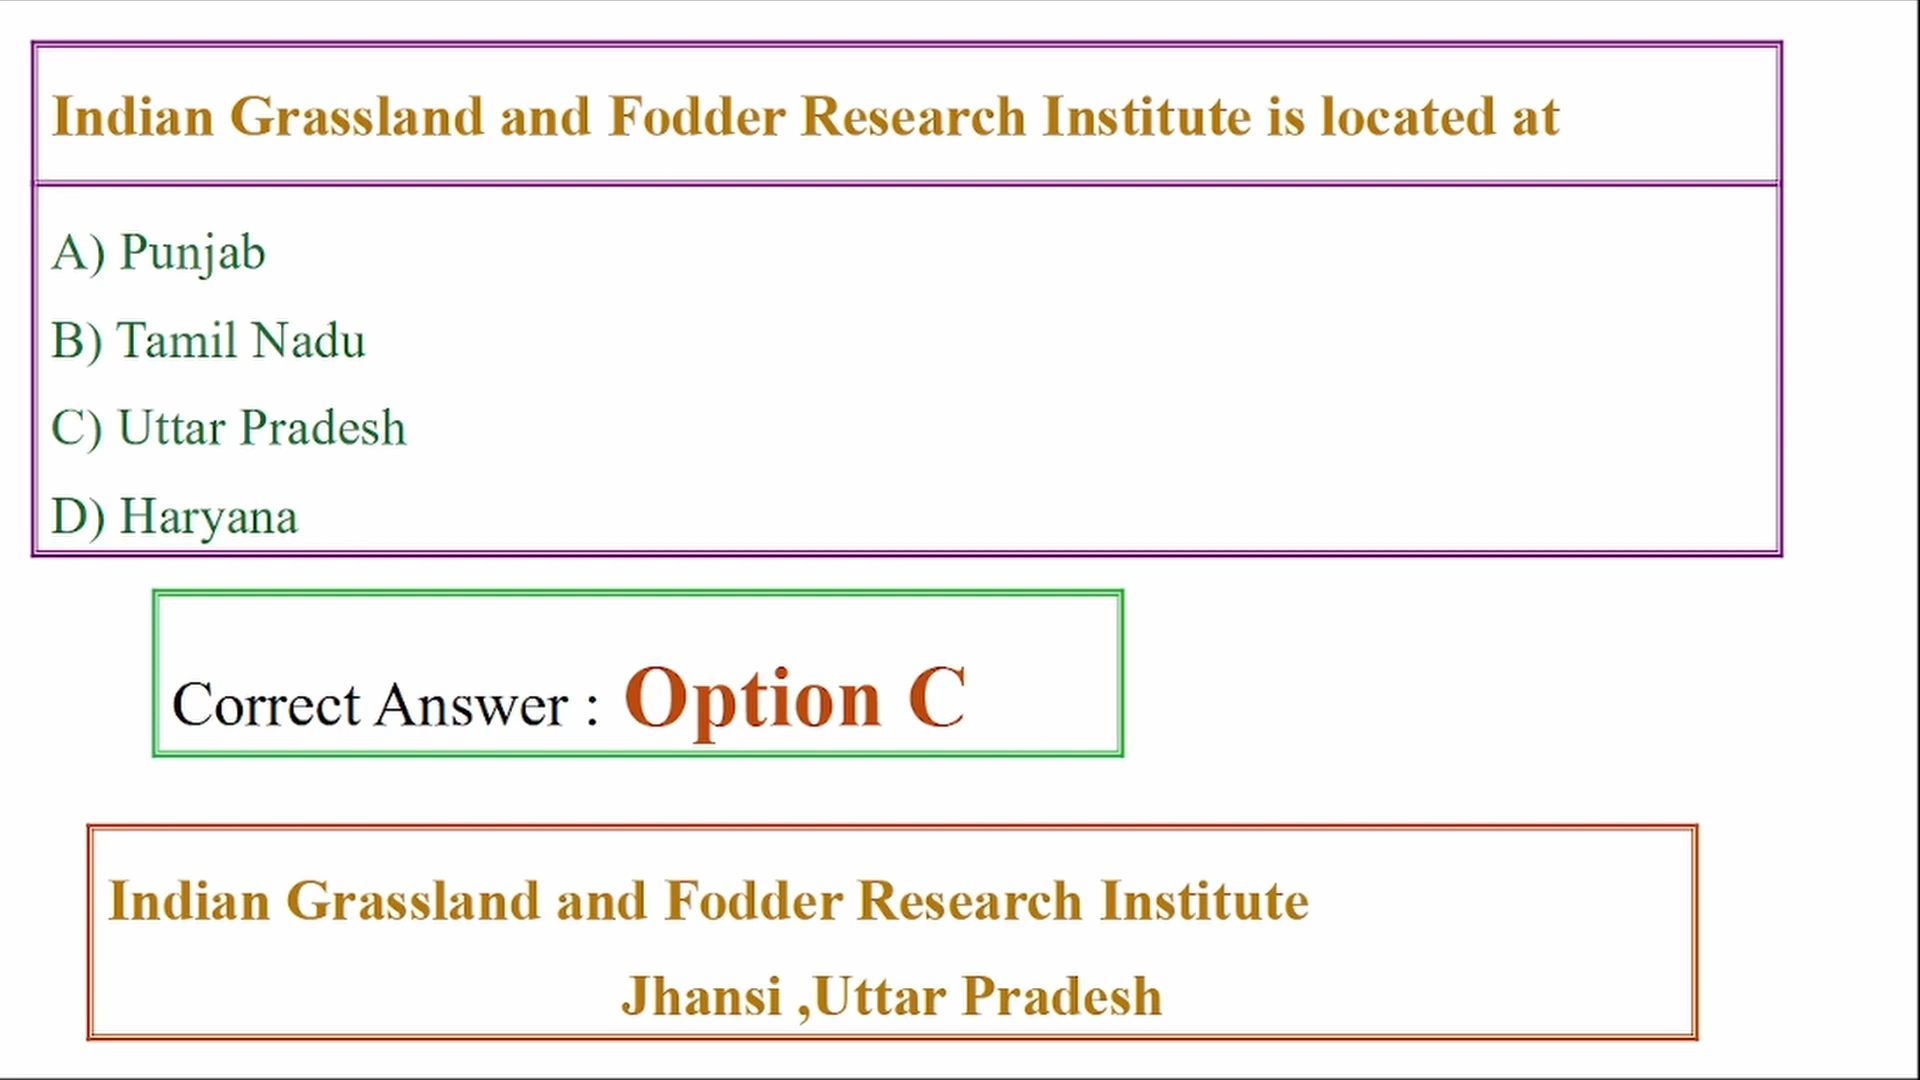 Indian Grassland and Fodder Research Institute is located at
A) Punjab
B) Tamil Nadu
C) Uttar Pradesh
D) Haryana
Correct Answer : Option C
Indian Grassland and Fodder Research Institute
Jhansi ,Uttar Pradesh